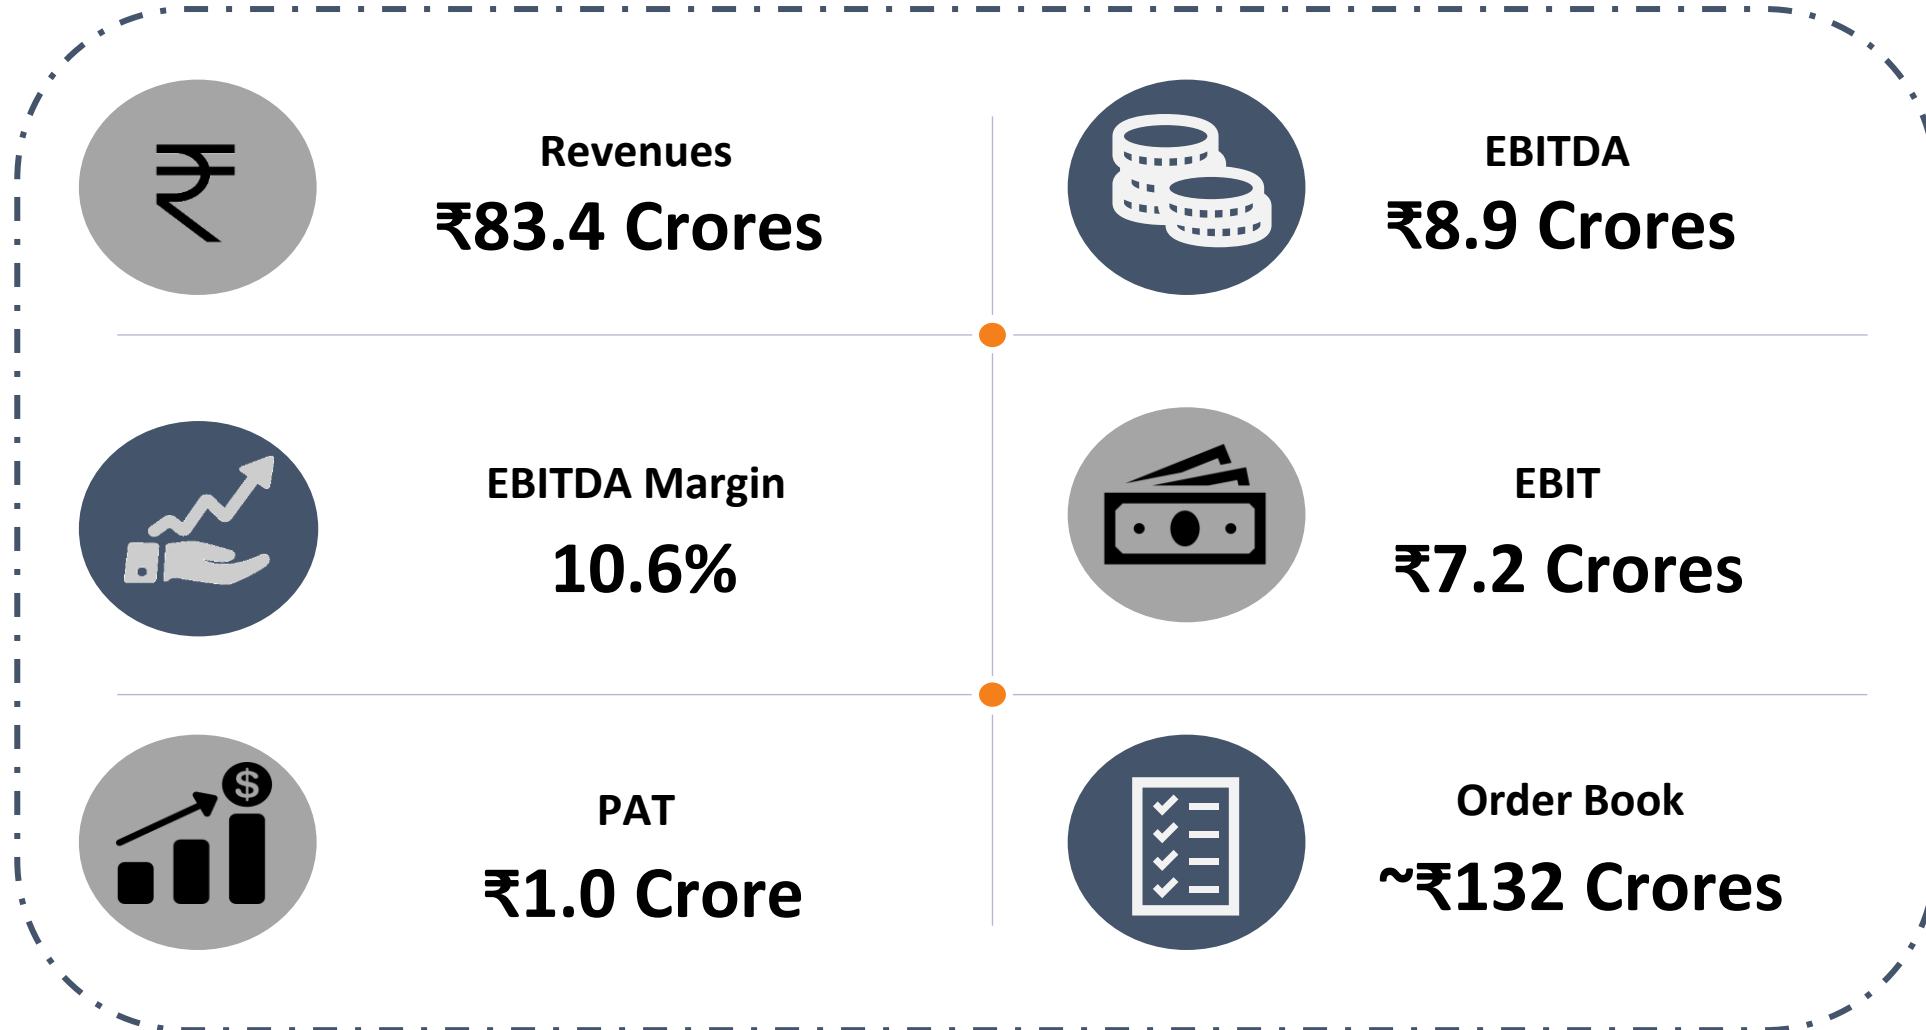 ₹
Revenues
₹83.4 Crores
EBITDA
₹8.9 Crores
EBITDA Margin
10.6%
EBIT
₹7.2 Crores
$
PAT
₹1.0 Crore
Order Book
~₹132 Crores